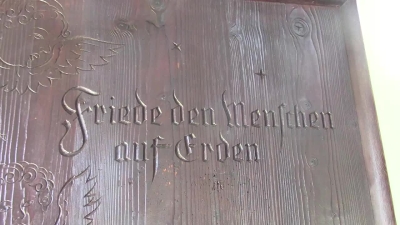 Friede den Menschen
auf Erden